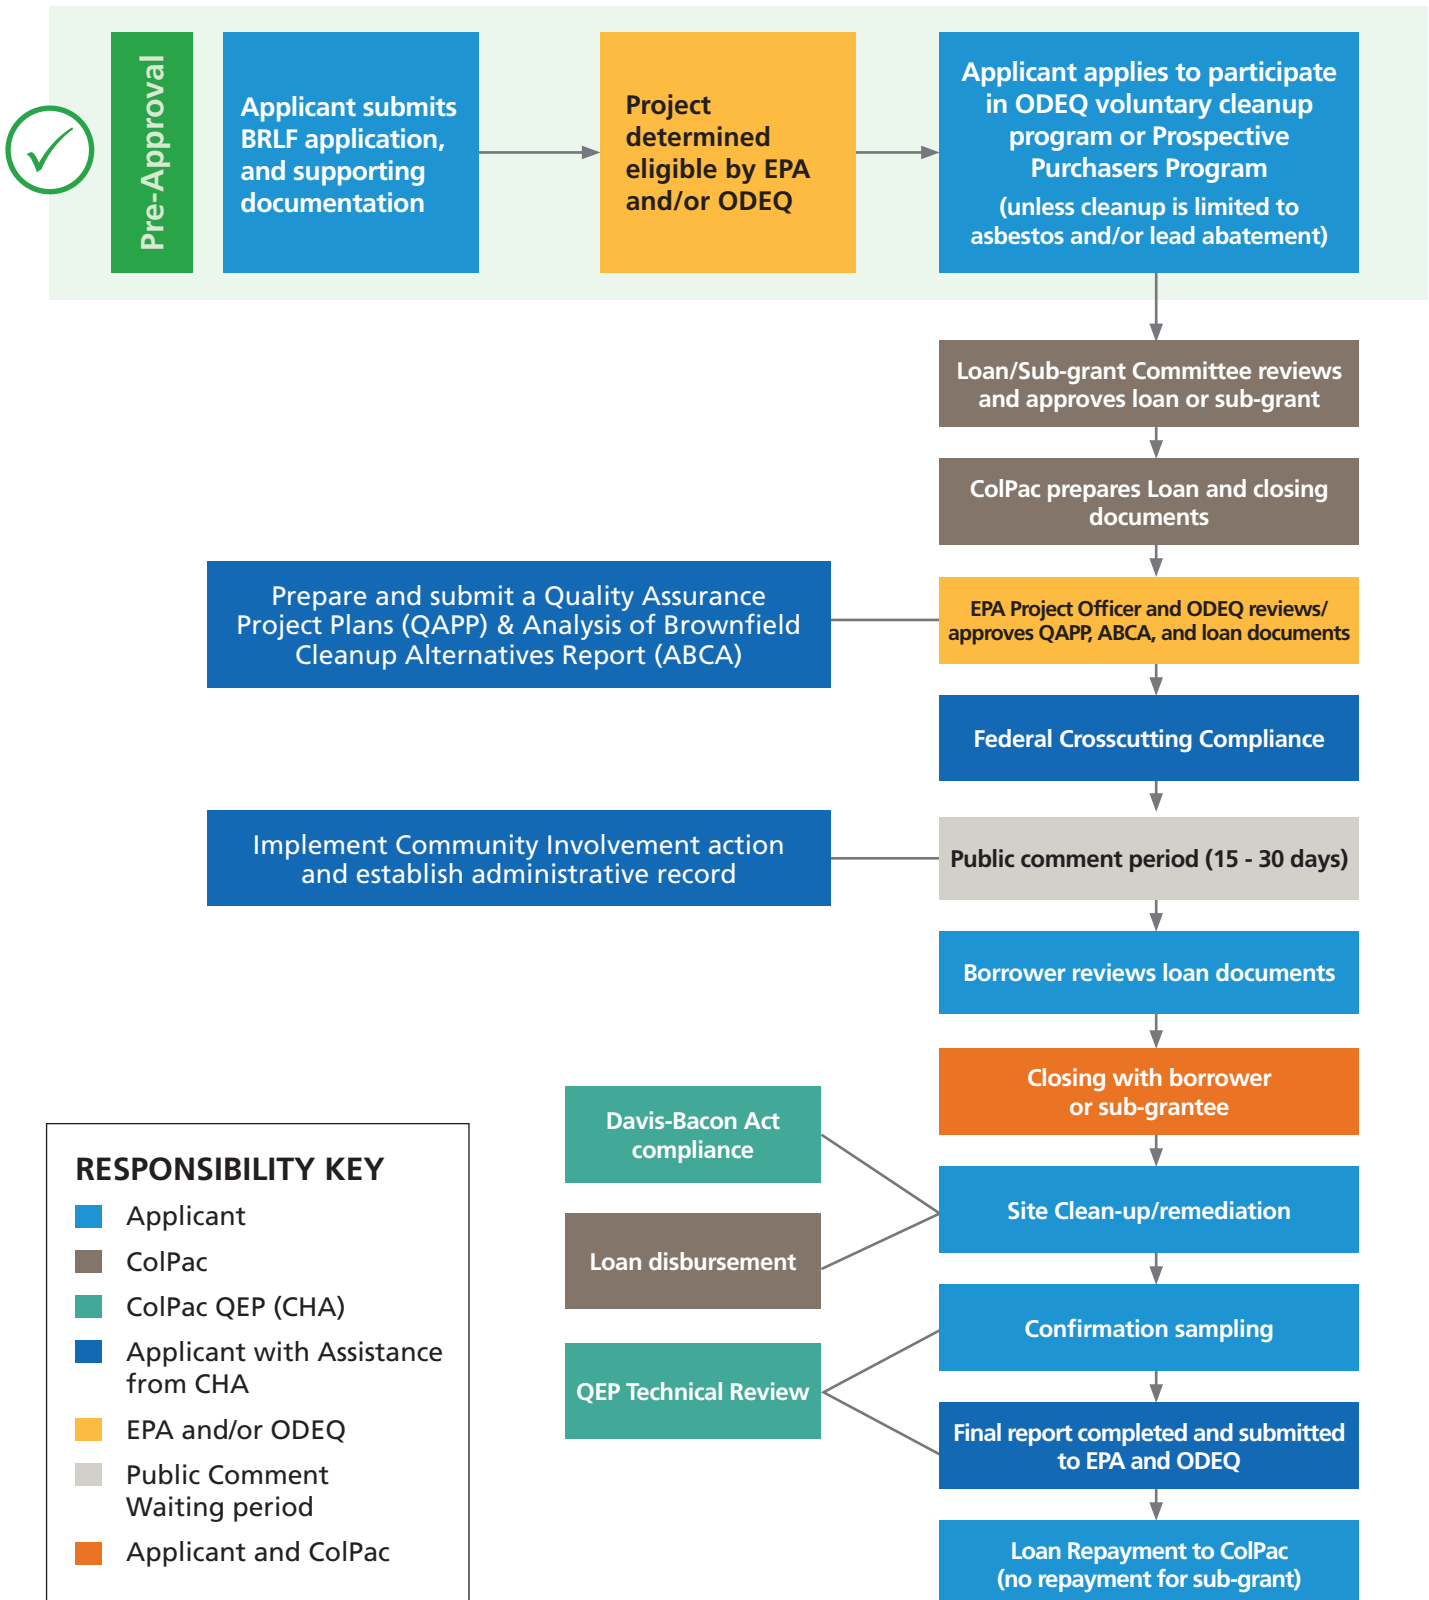 Pre-Approval
Applicant submits
BRLF application,
and supporting
documentation
Project
determined
eligible by EPA
and/or ODEQ
Applicant applies to participate
in ODEQ voluntary cleanup
program or Prospective
Purchasers Program
(unless cleanup is limited to
asbestos and/or lead abatement)
Loan/Sub-grant Committee reviews
and approves loan or sub-grant
ColPac prepares Loan and closing
documents
Prepare and submit a Quality Assurance
Project Plans (QAPP) & Analysis of Brownfield
Cleanup Alternatives Report (ABCA)
EPA Project Officer and ODEQ reviews/
approves QAPP, ABCA, and loan documents
Federal Crosscutting Compliance
Implement Community Involvement action
and establish administrative record
Public comment period (15 - 30 days)
Borrower reviews loan documents
Closing with borrower
or sub-grantee
Davis-Bacon Act
compliance
Loan disbursement
Site Clean-up/remediation
QEP Technical Review
Confirmation sampling
Final report completed and submitted
to EPA and ODEQ
Loan Repayment to ColPac
(no repayment for sub-grant)
RESPONSIBILITY KEY
Applicant
ColPac
ColPac QEP (CHA)
Applicant with Assistance
from CHA
EPA and/or ODEQ
Public Comment
Waiting period
Applicant and ColPac